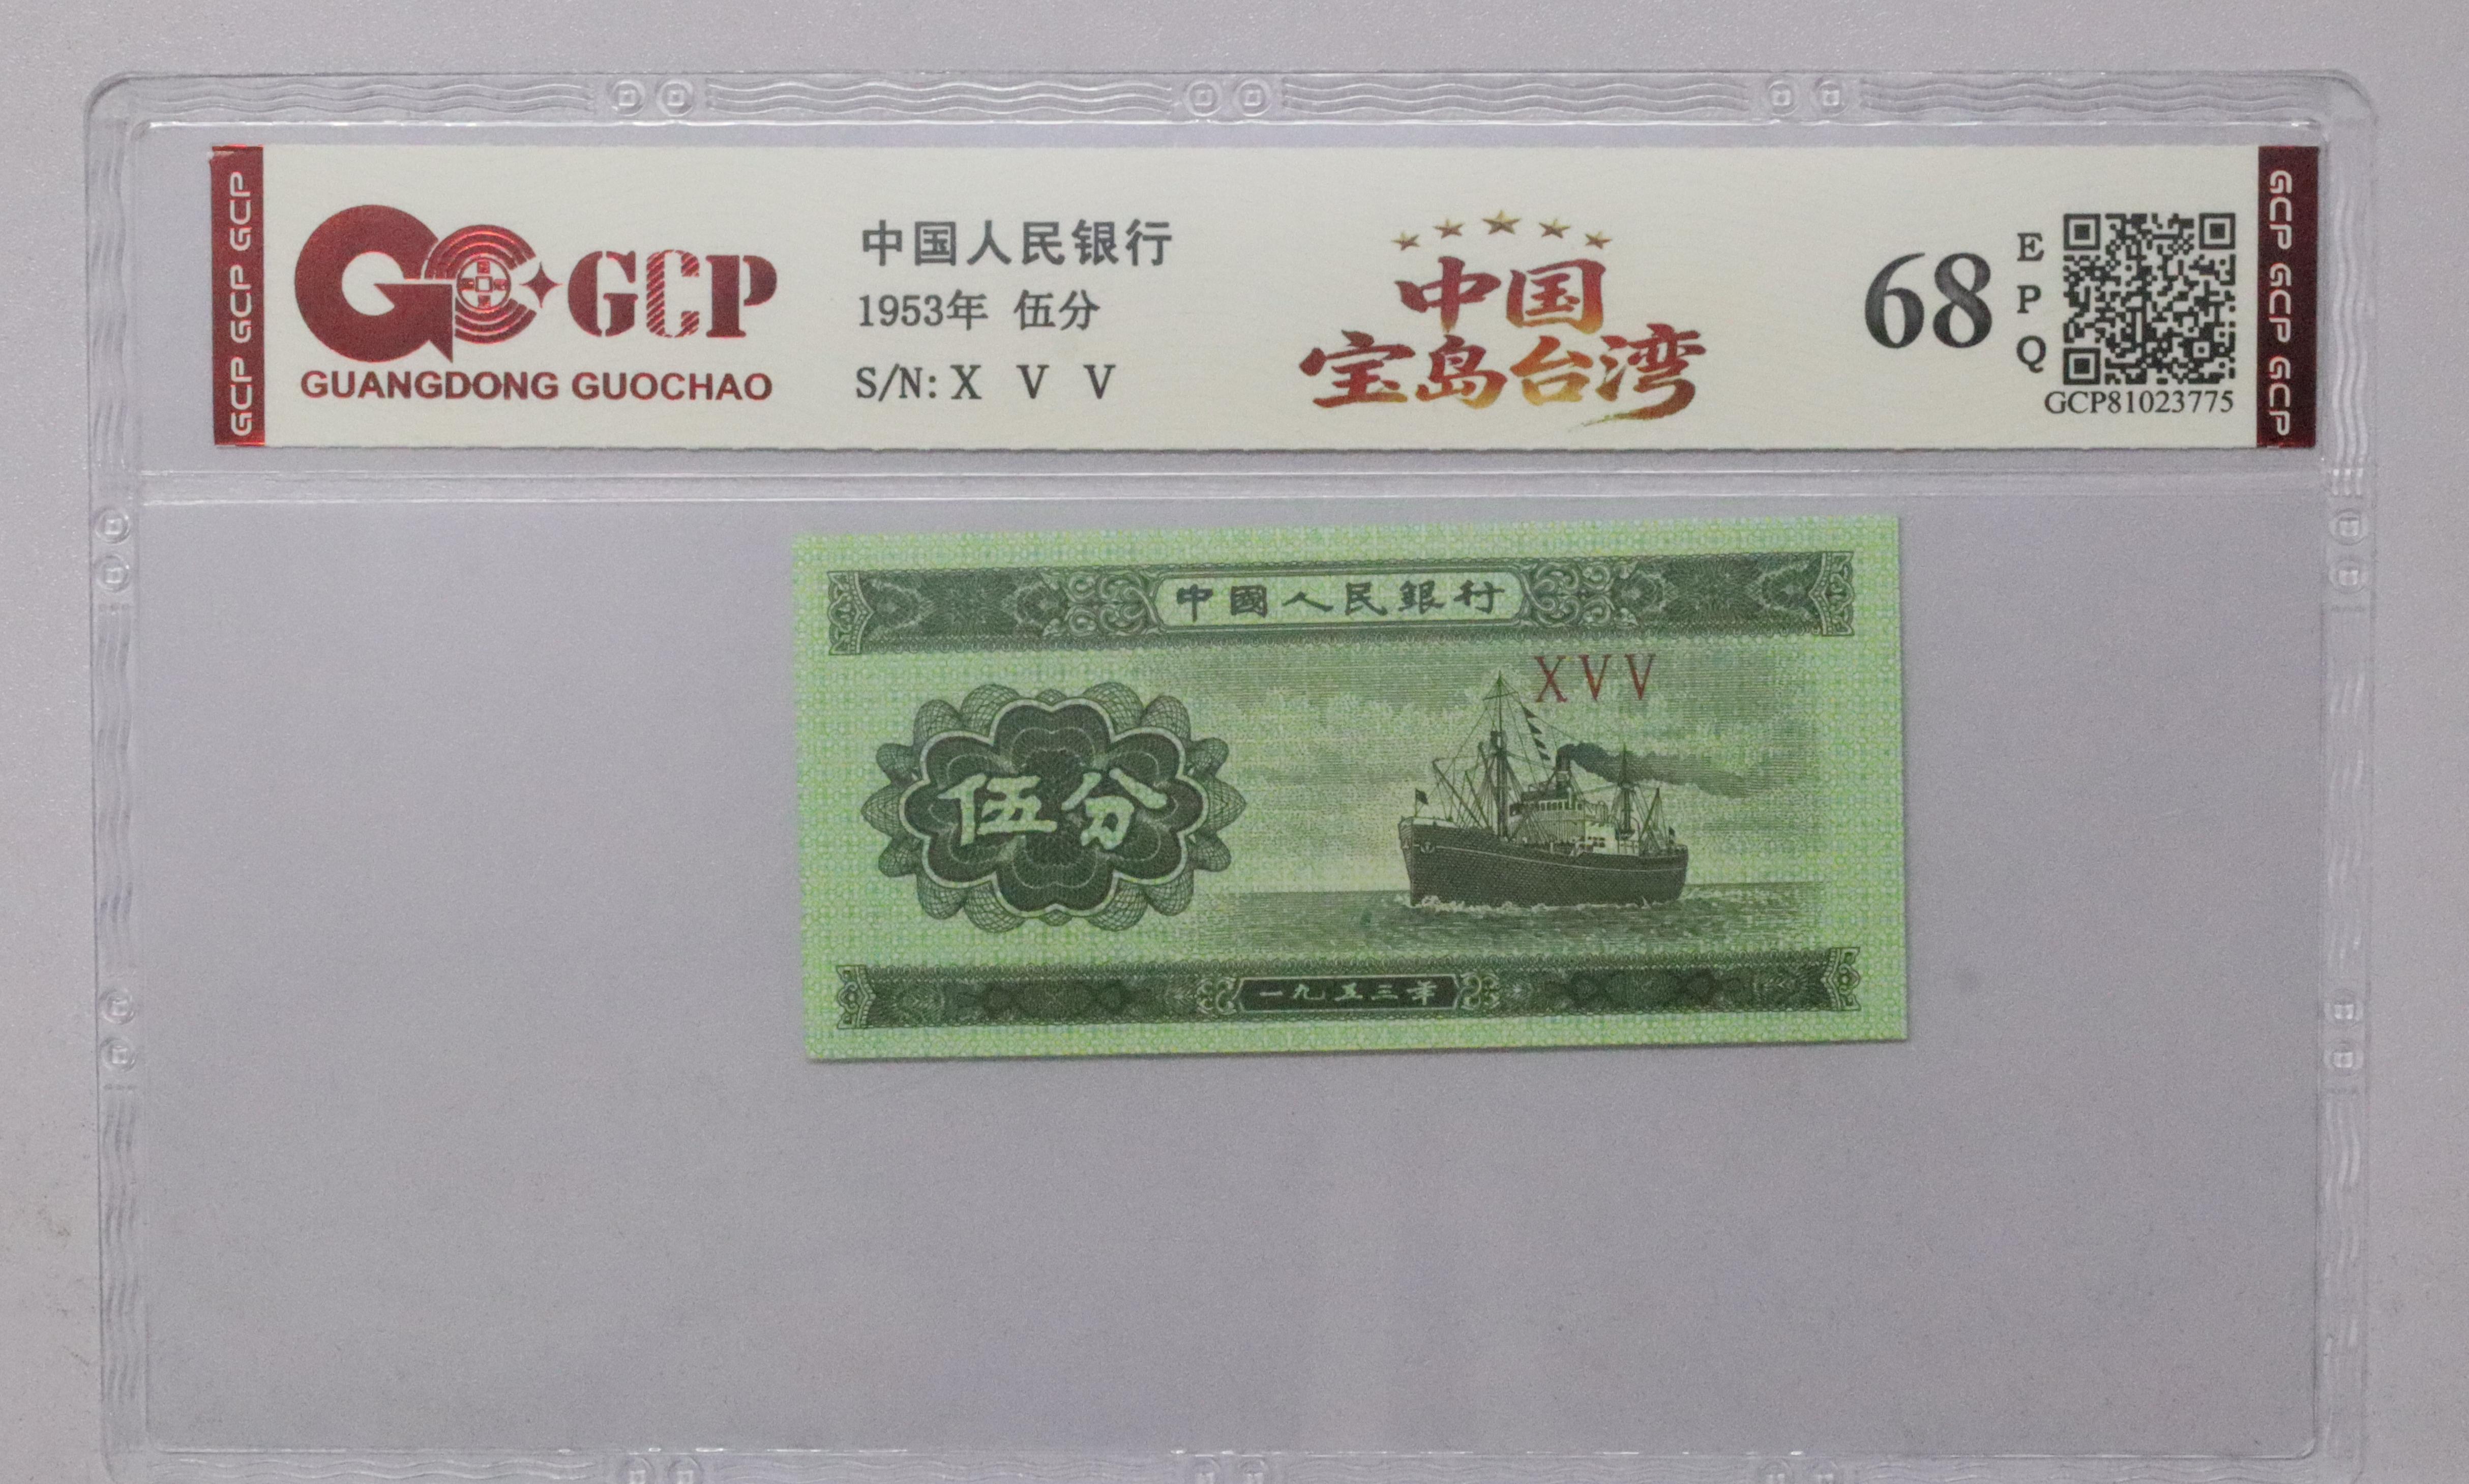 GCP GCP GCP
GCP
GUANGDONG GUOCHAO
中国人民银行
1953年 伍分
S/N: X V V
中国
宝岛台湾
68
E
P
Q
GCP81023775
GCP GCP GCP
中國人民銀行
XVV
伍分
一九五三年